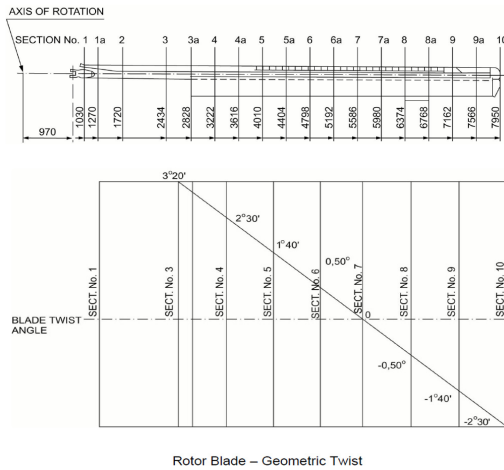 AXIS OF ROTATION
SECTION No. 1 1a 2 3 3a 4 4a 5 5a 6 6a 7 7a 8 8a 9 9a 10
970
1030 1270 1720 2434 2828 3222 3616 4010 4404 4798 5192 5586 5980 6374 6768 7162 7566 7950
3°20'
2°30'
1°40'
0,50°
SECT. No. 1 SECT. No. 3 SECT. No. 4 SECT. No. 5 SECT. No. 6 SECT. No. 7 SECT. No. 8 SECT. No. 9 SECT. No. 10
0
BLADE TWIST
ANGLE
-0,50°
-1°40'
-2°30'
Rotor Blade – Geometric Twist